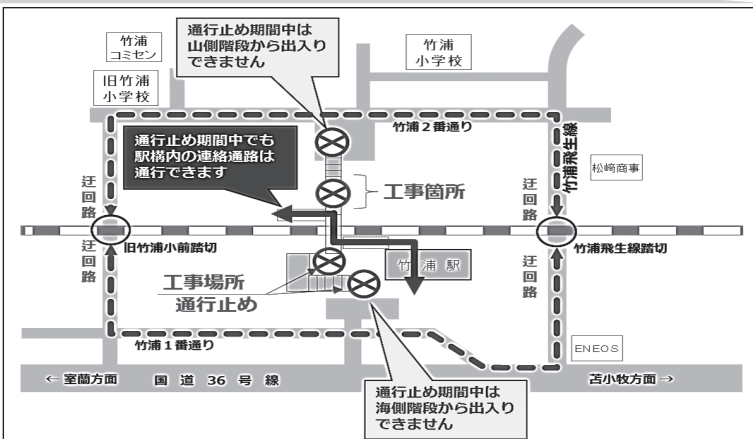 通行止め期間中は
山側階段から出入り
できません
竹浦
コミセン
竹浦
小学校
旧竹浦
小学校
竹浦２番通り
通行止め期間中でも
駅構内の連絡通路は
通行できます
竹浦飛生線
松崎商事
工事箇所
迂回路
迂回路
旧竹浦小前踏切
竹浦飛生線踏切
迂回路
迂回路
竹浦駅
工事場所
通行止め
竹浦１番通り
ENEOS
←室蘭方面
国道36号線
苫小牧方面→
通行止め期間中は
海側階段から出入り
できません